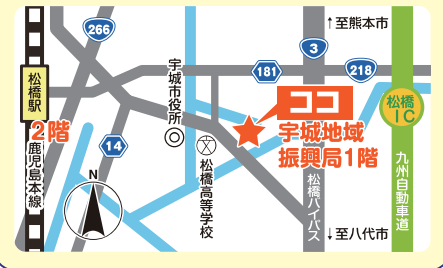 266
↑至熊本市
3
218
181
松橋駅
2階
鹿児島本線
宇城市役所
ココ
宇城地域
振興局1階
松橋
IC
14
文
松橋高等学校
松橋バイパス
九州自動車道
N
↓至八代市